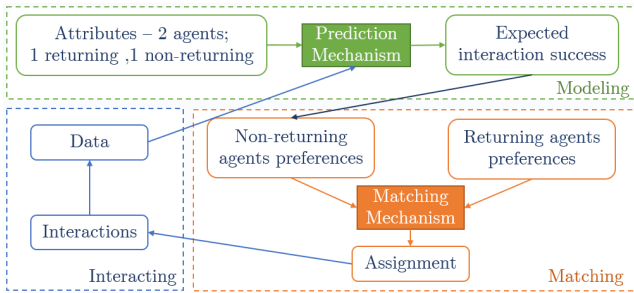 Attributes – 2 agents;
1 returning ,1 non-returning
Prediction
Mechanism
Expected
interaction success
Modeling
Data
Interactions
Interacting
Non-returning
agents preferences
Returning agents
preferences
Matching
Mechanism
Assignment
Matching